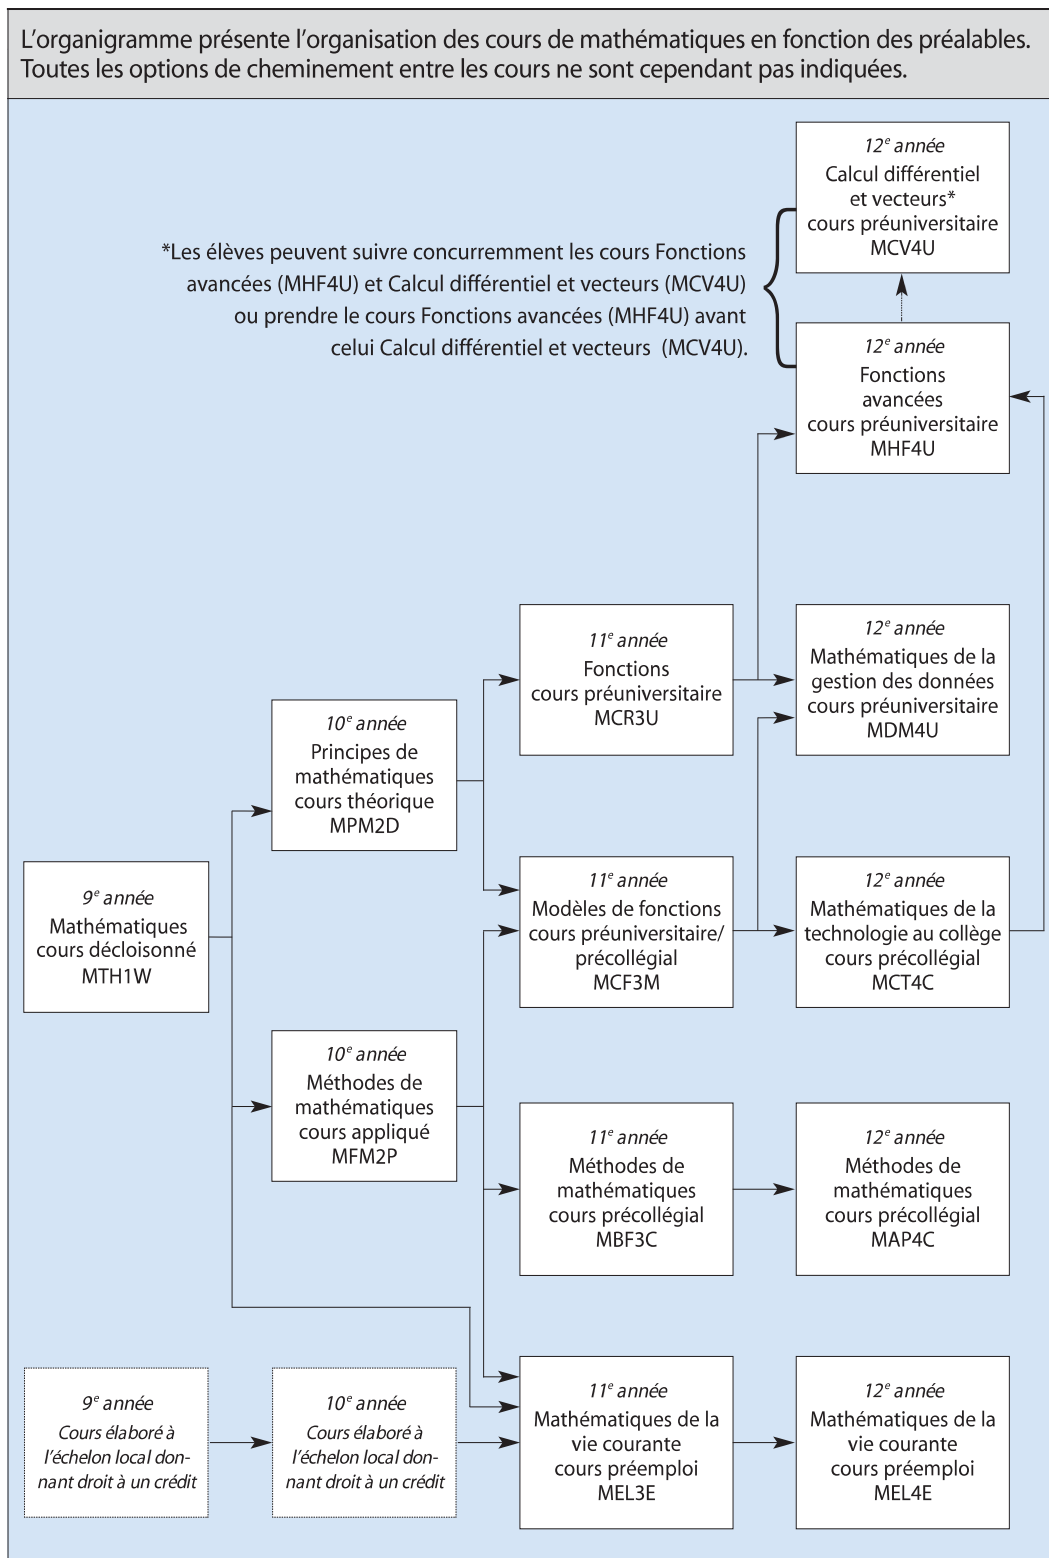 L’organigramme présente l’organisation des cours de mathématiques en fonction des préalables.
Toutes les options de cheminement entre les cours ne sont cependant pas indiquées.
12e année
Calcul différentiel
et vecteurs*
cours préuniversitaire
MCV4U
*Les élèves peuvent suivre concurremment les cours Fonctions
avancées (MHF4U) et Calcul différentiel et vecteurs (MCV4U)
ou prendre le cours Fonctions avancées (MHF4U) avant
celui Calcul différentiel et vecteurs (MCV4U).
12e année
Fonctions
avancées
cours préuniversitaire
MHF4U
11e année
Fonctions
cours préuniversitaire
MCR3U
12e année
Mathématiques de la
gestion des données
cours préuniversitaire
MDM4U
10e année
Principes de
mathématiques
cours théorique
MPM2D
9e année
Mathématiques
cours décloisonné
MTH1W
11e année
Modèles de fonctions
cours préuniversitaire/
précollégial
MCF3M
12e année
Mathématiques de la
technologie au collège
cours précollégial
MCT4C
10e année
Méthodes de
mathématiques
cours appliqué
MFM2P
11e année
Méthodes de
mathématiques
cours précollégial
MBF3C
12e année
Méthodes de
mathématiques
cours précollégial
MAP4C
9e année
Cours élaboré à
l’échelon local don-
nant droit à un crédit
10e année
Cours élaboré à
l’échelon local don-
nant droit à un crédit
11e année
Mathématiques de la
vie courante
cours préemploi
MEL3E
12e année
Mathématiques de la
vie courante
cours préemploi
MEL4E